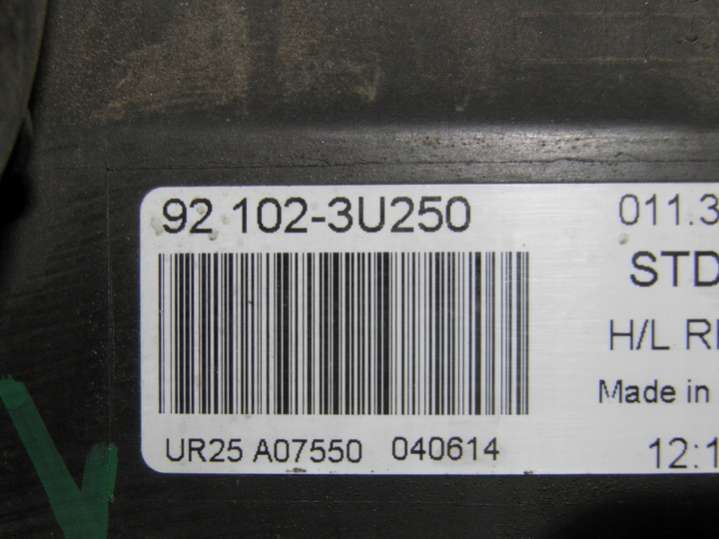 92 102-3U250 011.3
STD
H/L
Made in
UR25 A07550 040614 12:1